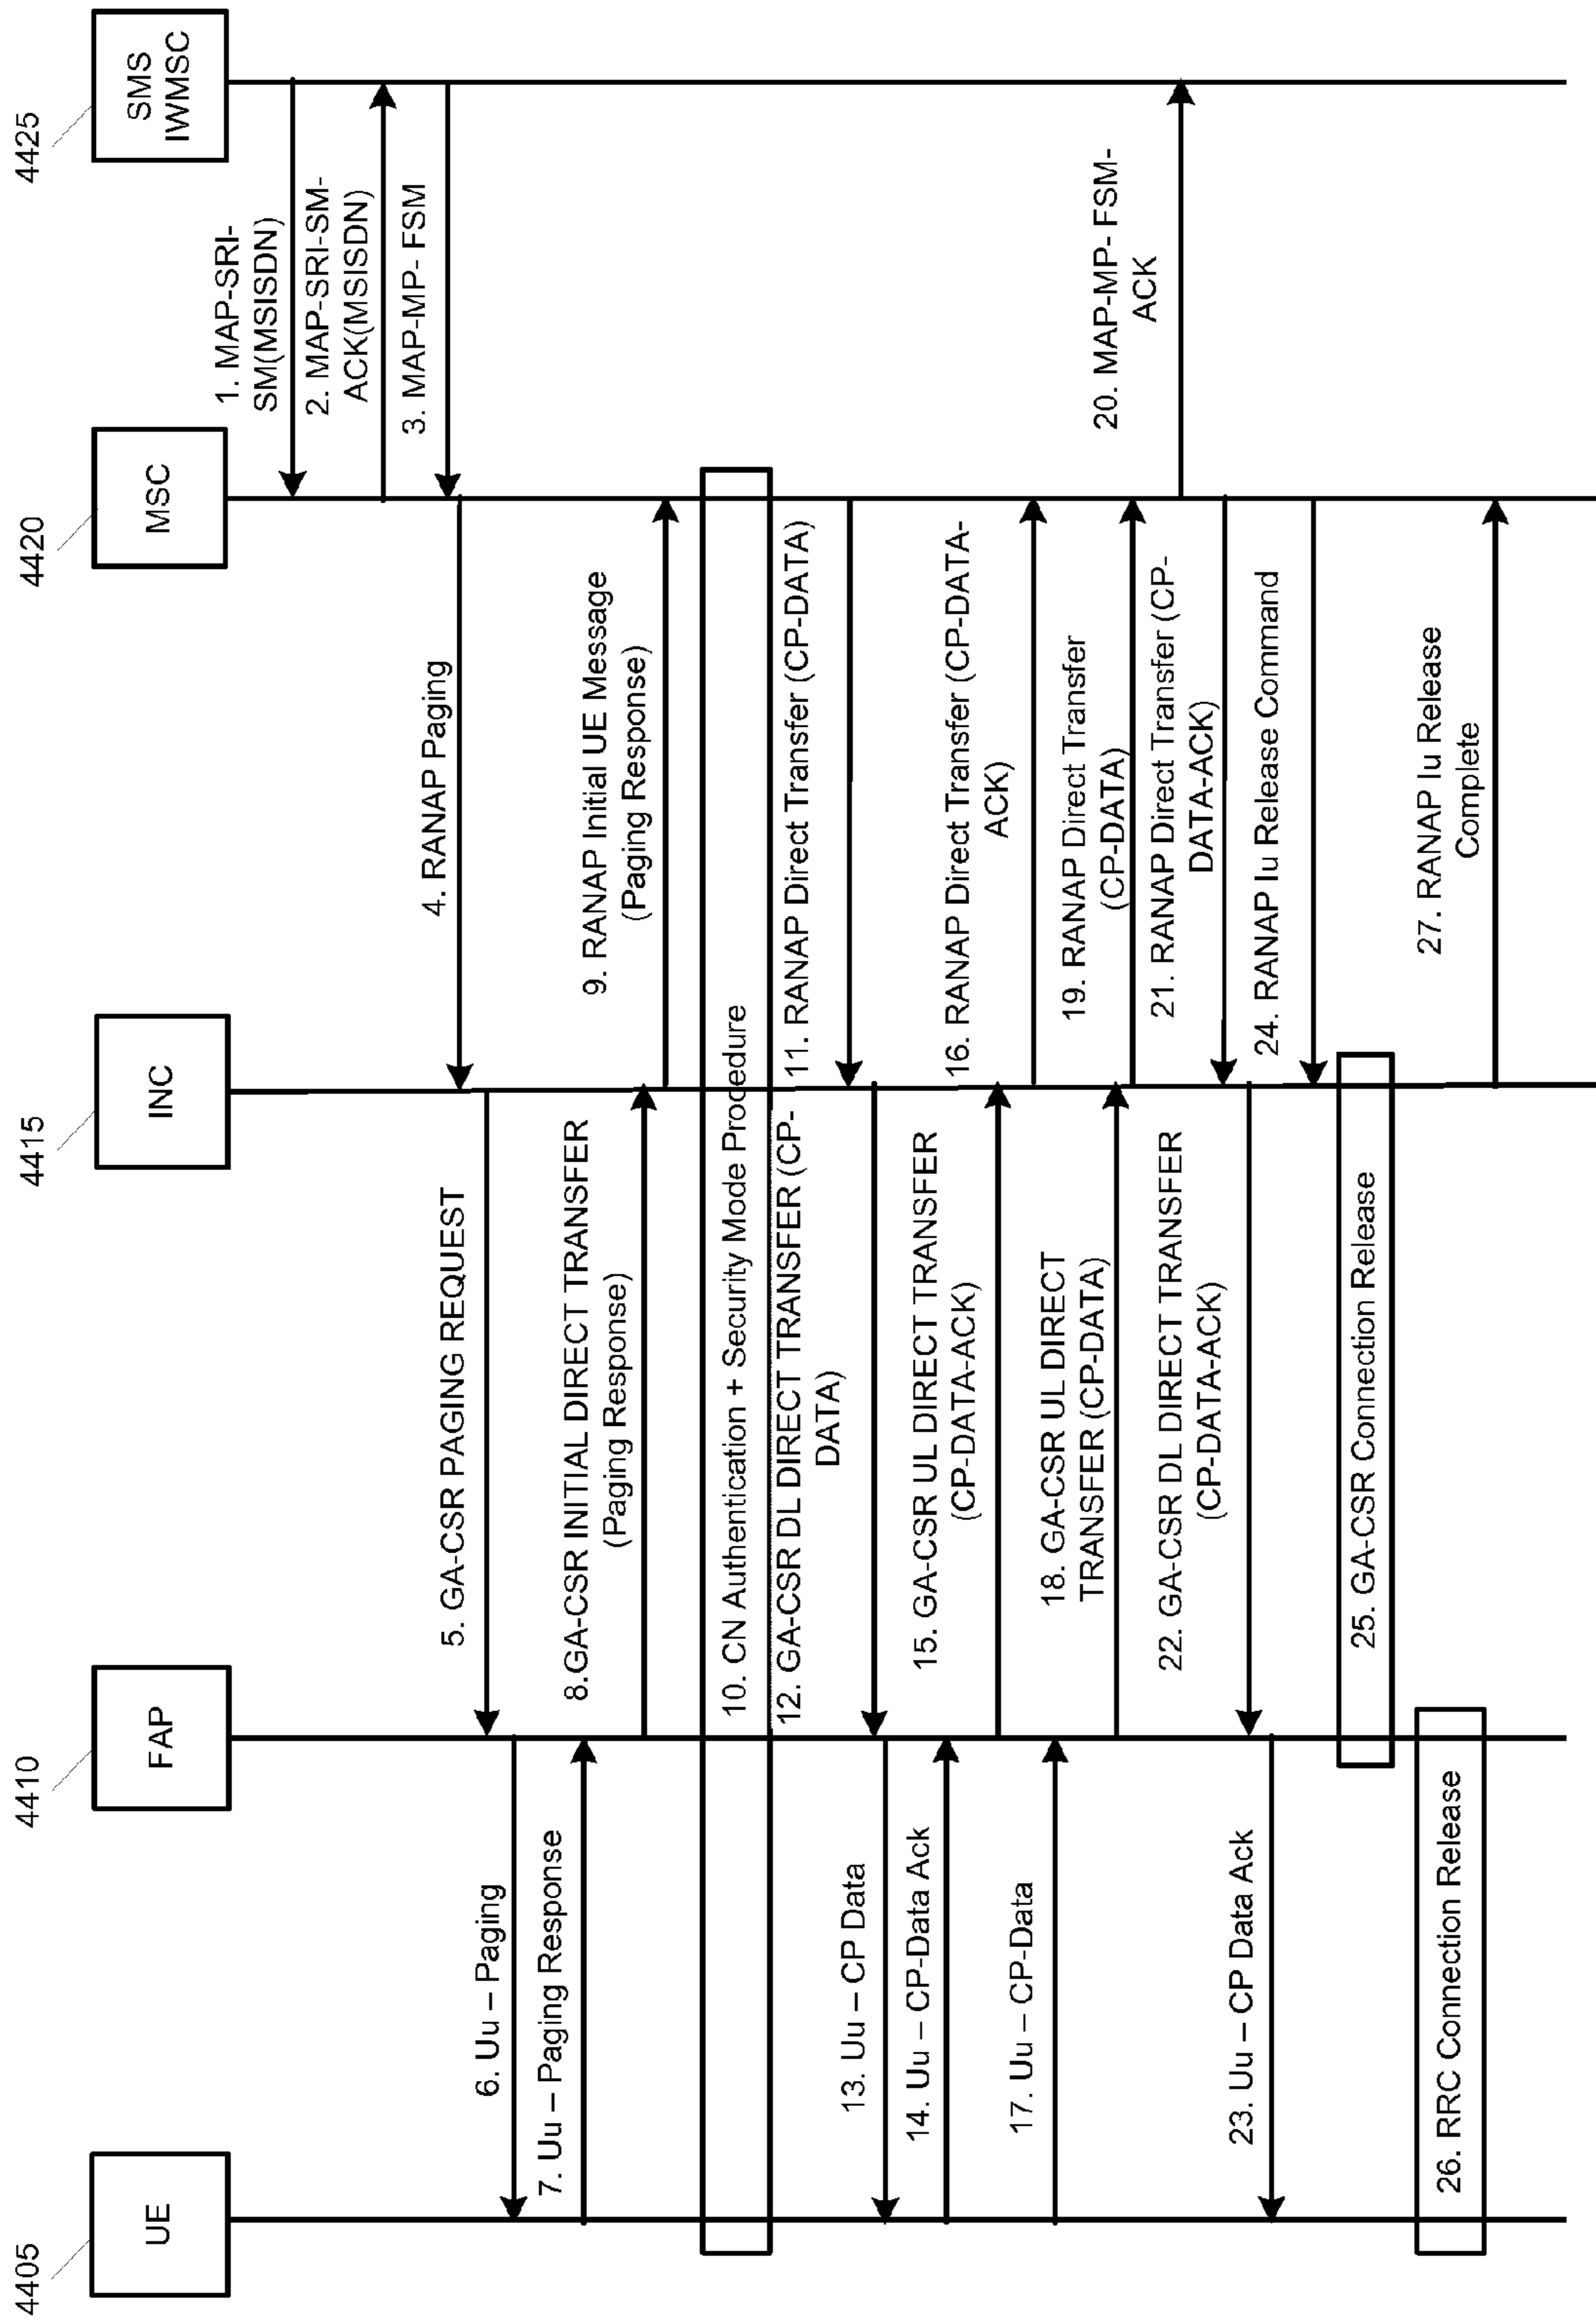 4405
UE
4410
FAP
4415
INC
4420
MSC
4425
SMS
IWMSC
1. MAP-SRI-
SM(MSISDN)
2. MAP-SRI-SM-
ACK(MSISDN)
3. MAP-MP- FSM
4. RANAP Paging
5. GA-CSR PAGING REQUEST
6. Uu – Paging
7. Uu – Paging Response
8.GA-CSR INITIAL DIRECT TRANSFER
(Paging Response)
9. RANAP Initial UE Message
(Paging Response)
10. CN Authentication + Security Mode Procedure
11. RANAP Direct Transfer (CP-DATA)
12. GA-CSR DL DIRECT TRANSFER (CP-
DATA)
13. Uu – CP Data
14. Uu – CP-Data Ack
15. GA-CSR UL DIRECT TRANSFER
(CP-DATA-ACK)
16. RANAP Direct Transfer (CP-DATA-
ACK)
17. Uu – CP-Data
18. GA-CSR UL DIRECT
TRANSFER (CP-DATA)
19. RANAP Direct Transfer
(CP-DATA)
20. MAP-MP- FSM-
ACK
21. RANAP Direct Transfer (CP-
DATA-ACK)
22. GA-CSR DL DIRECT TRANSFER
(CP-DATA-ACK)
23. Uu – CP Data Ack
24. RANAP Iu Release Command
25. GA-CSR Connection Release
26. RRC Connection Release
27. RANAP Iu Release
Complete